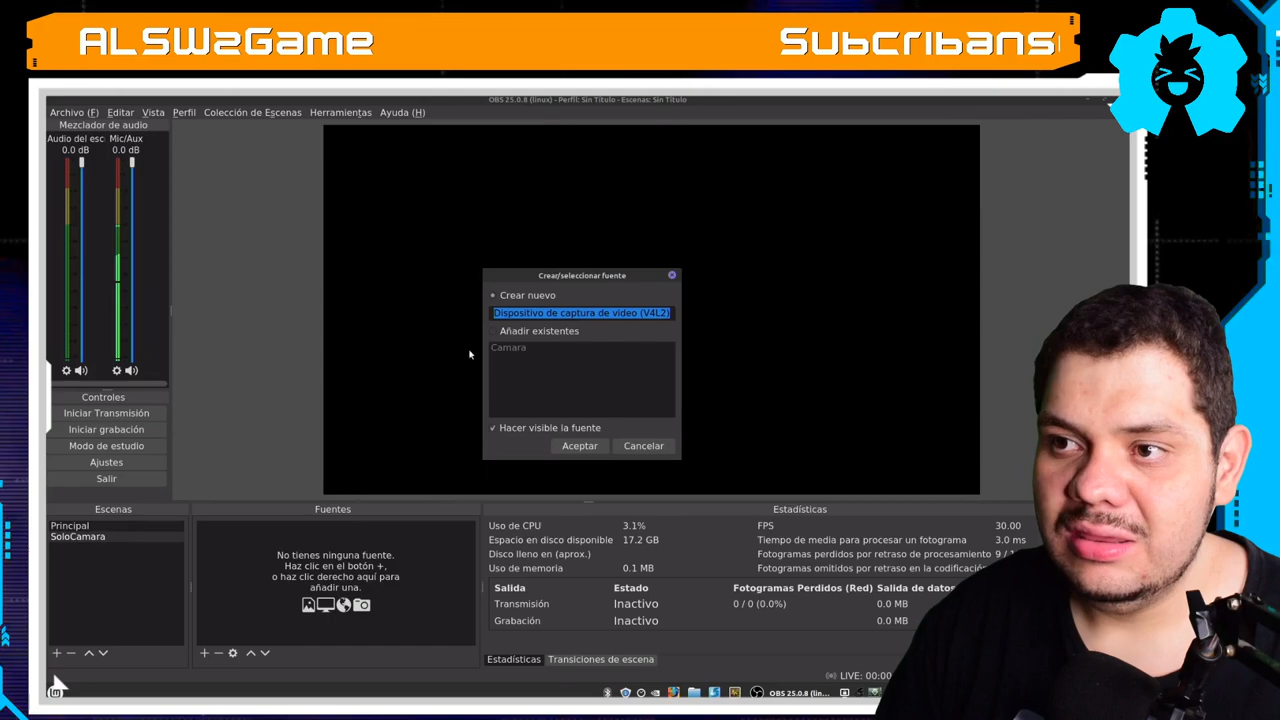 ALSW2Game
Subcribans
OBS 25.0.8 (linux) - Perfil: Sin Título - Escenas: Sin Título
Archivo (F) Editar Vista Perfil Colección de Escenas Herramientas Ayuda (H)
Mezclador de audio
Audio del esc Mic/Aux
0.0 dB 0.0 dB
Crear/seleccionar fuente
Crear nuevo
Dispositivo de captura de vídeo (V4L2)
Añadir existentes
Camara
Hacer visible la fuente
Aceptar Cancelar
Controles
Iniciar Transmisión
Iniciar grabación
Modo de estudio
Ajustes
Salir
Escenas
Principal
SoloCamara
Fuentes
No tienes ninguna fuente.
Haz clic en el botón +,
o haz clic derecho aquí para
añadir una.
Estadísticas
Uso de CPU 3.1%
Espacio en disco disponible 17.2 GB
Disco lleno en (aprox.)
Uso de memoria 0.1 MB
FPS 30.00
Tiempo de media para procesar un fotograma 3.0 ms
Fotogramas perdidos por retraso de procesamiento 9 /
Fotogramas omitidos por retraso en la codificación
Salida Estado Fotogramas Perdidos (Red) Salida de datos
Transmisión Inactivo 0 / 0 (0.0%) 0.0 MB
Grabación Inactivo 0.0 MB
Estadísticas Transiciones de escena
LIVE: 00:00
OBS 25.0.8 (lin...